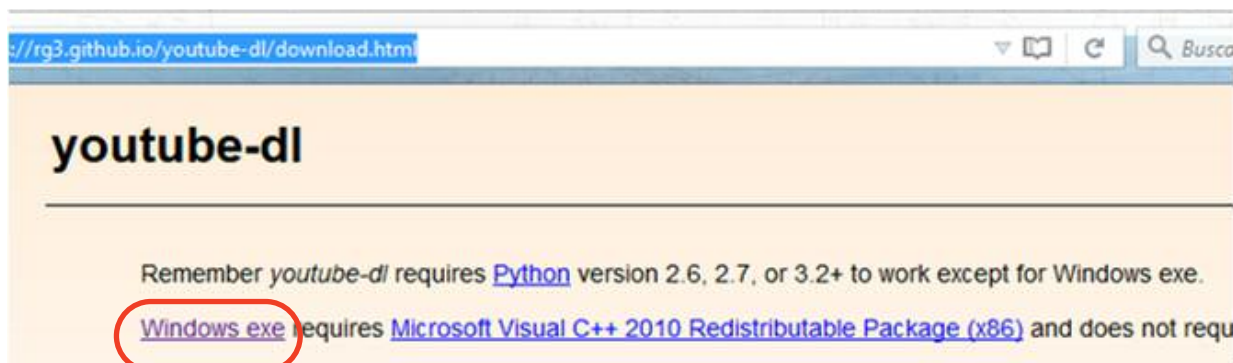 ://rg3.github.io/youtube-dl/download.html
youtube-dl
Remember youtube-dl requires Python version 2.6, 2.7, or 3.2+ to work except for Windows exe.
Windows exe requires Microsoft Visual C++ 2010 Redistributable Package (x86) and does not requ